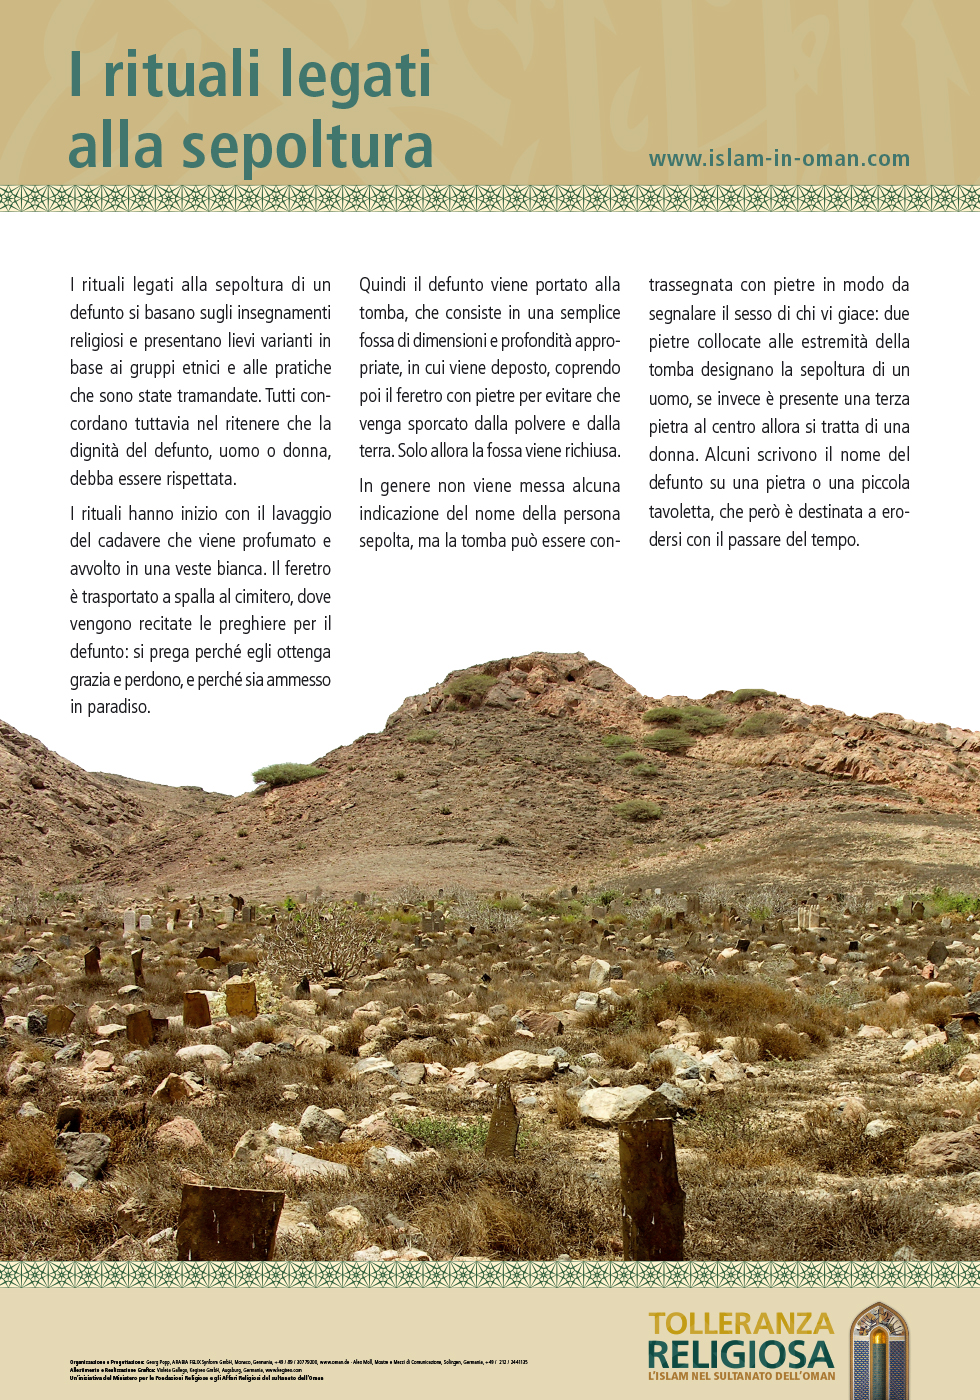 I rituali legati
alla sepoltura
www.islam-in-oman.com
I rituali legati alla sepoltura di un
defunto si basano sugli insegnamenti
religiosi e presentano lievi varianti in
base ai gruppi etnici e alle pratiche
che sono state tramandate. Tutti con-
cordano tuttavia nel ritenere che la
dignità del defunto, uomo o donna,
debba essere rispettata.
I rituali hanno inizio con il lavaggio
del cadavere che viene profumato e
avvolto in una veste bianca. Il feretro
è trasportato a spalla al cimitero, dove
vengono recitate le preghiere per il
defunto: si prega perché egli ottenga
grazia e perdono, e perché sia ammesso
in paradiso.
Quindi il defunto viene portato alla
tomba, che consiste in una semplice
fossa di dimensioni e profondità appro-
priate, in cui viene deposto, coprendo
poi il feretro con pietre per evitare che
venga sporcato dalla polvere e dalla
terra. Solo allora la fossa viene richiusa.
In genere non viene messa alcuna
indicazione del nome della persona
sepolta, ma la tomba può essere con-
trassegnata con pietre in modo da
segnalare il sesso di chi vi giace: due
pietre collocate alle estremità della
tomba designano la sepoltura di un
uomo, se invece è presente una terza
pietra al centro allora si tratta di una
donna. Alcuni scrivono il nome del
defunto su una pietra o una piccola
tavoletta, che però è destinata a ero-
dersi con il passare del tempo.
Organizzazione e Progettazione: Georg Popp, ARABIA FELIX Synform GmbH, Monaco, Germania, +49 / 89 / 30779200, www.oman.de · Alex Moll, Mostre e Mezzi di Comunicazione, Solingen, Germania, +49 / 212 /
Allestimento e Realizzazione Grafica: Violeta Gallego, Eeginee GmbH, Augsburg, Germania,
Un'iniziativa del Ministero per le Fondazioni Religiose e gli Affari Religiosi del sultanato dell'Oman
TOLLERANZA
RELIGIOSA
L'ISLAM NEL SULTANATO DELL'OMAN